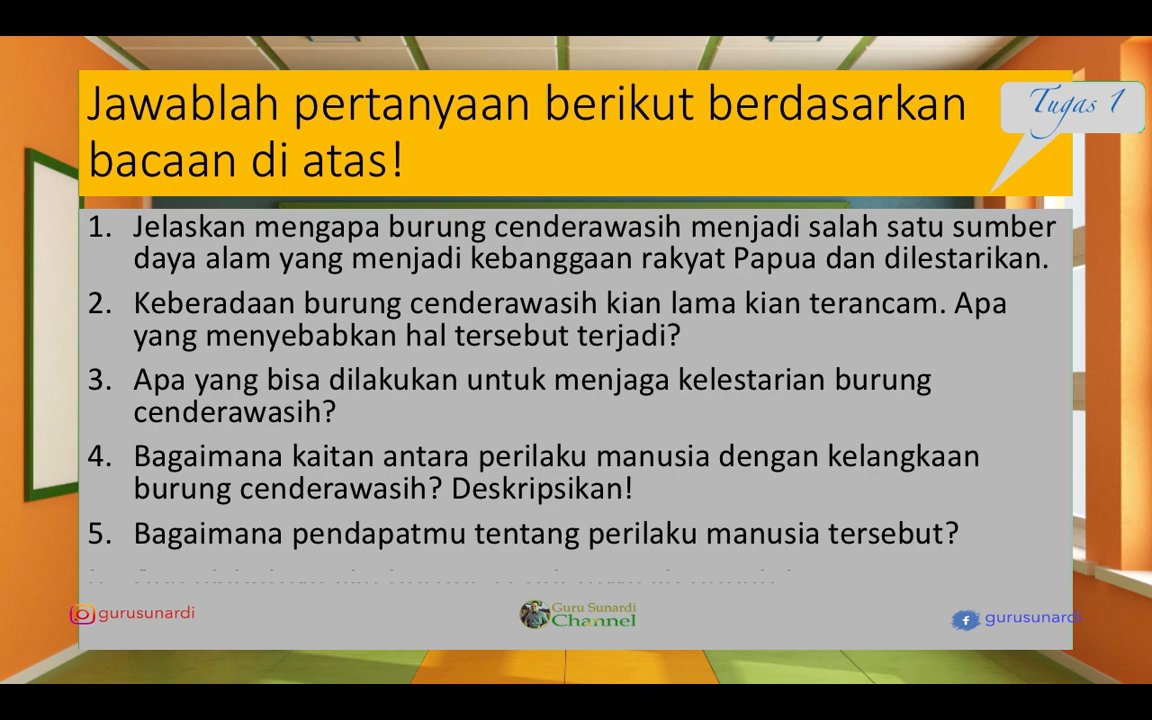 Jawablah pertanyaan berikut berdasarkan
bacaan di atas!
Tugas 1
1. Jelaskan mengapa burung cenderawasih menjadi salah satu sumber
daya alam yang menjadi kebanggaan rakyat Papua dan dilestarikan.
2. Keberadaan burung cenderawasih kian lama kian terancam. Apa
yang menyebabkan hal tersebut terjadi?
3. Apa yang bisa dilakukan untuk menjaga kelestarian burung
cenderawasih?
4. Bagaimana kaitan antara perilaku manusia dengan kelangkaan
burung cenderawasih? Deskripsikan!
5. Bagaimana pendapatmu tentang perilaku manusia tersebut?
gurusunardi
Guru Sunardi
Channel
gurusunardi